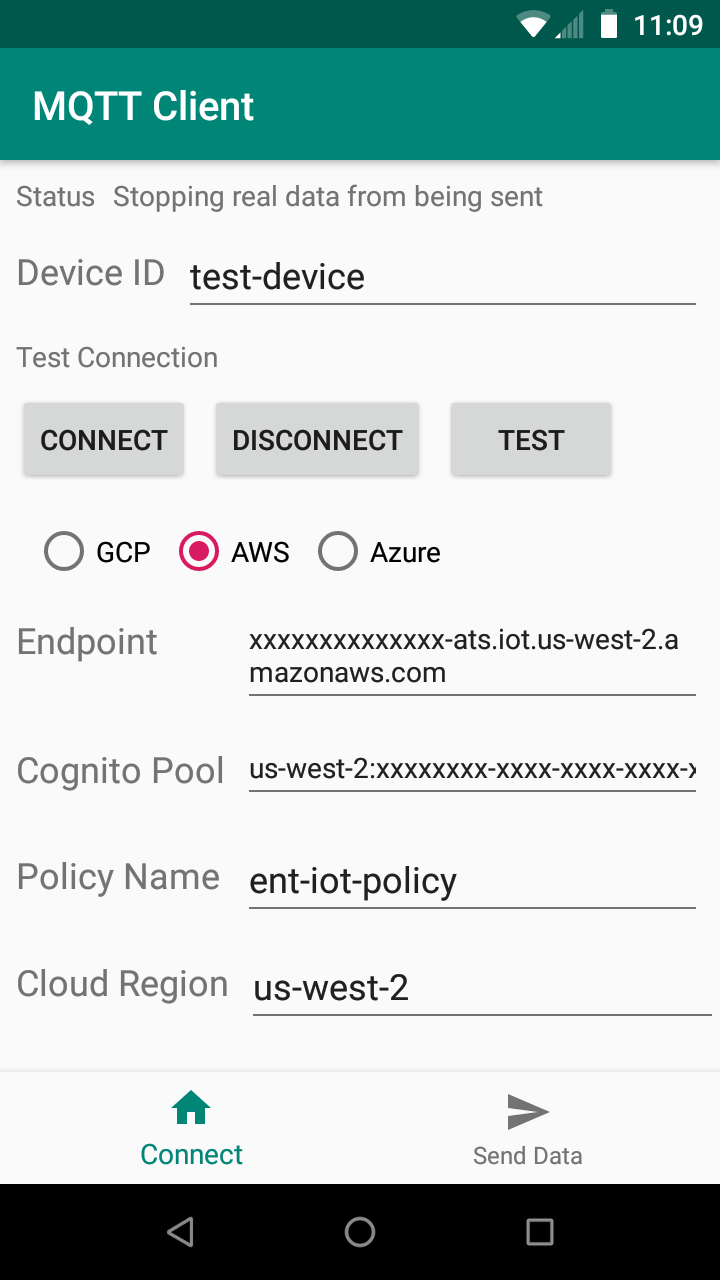 11:09
MQTT Client
Status Stopping real data from being sent
Device ID test-device
Test Connection
CONNECT DISCONNECT TEST
GCP AWS Azure
Endpoint xxxxxxxxxxxxxx-ats.iot.us-west-2.a
mazonaws.com
Cognito Pool us-west-2:xxxxxxxx-xxxx-xxxx-xxxx-x
Policy Name ent-iot-policy
Cloud Region us-west-2
Connect Send Data